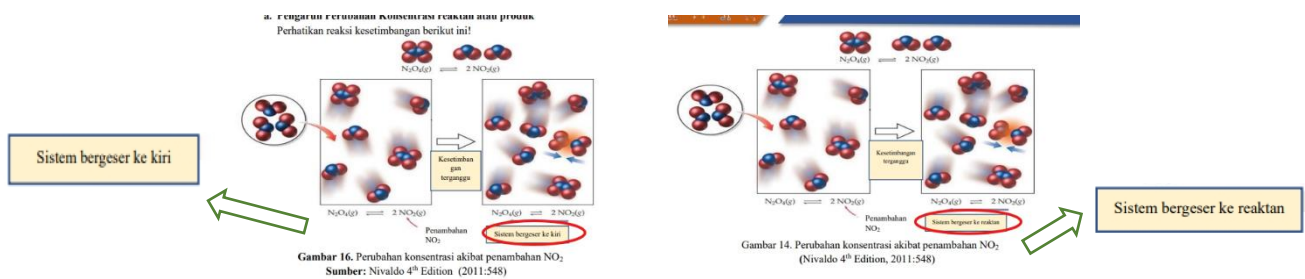 a. Pengaruh Perubahan Konsentrasi reaktan atau produk
Perhatikan reaksi kesetimbangan berikut ini!
N₂O₄(g) ⇌ 2 NO₂(g)
Kesetimban
gan
terganggu
N₂O₄(g) ⇌ 2 NO₂(g)
N₂O₄(g) ⇌ 2 NO₂(g)
Penambahan
NO₂
Sistem bergeser ke kiri
Gambar 16. Perubahan konsentrasi akibat penambahan NO₂
Sumber: Nivaldo 4th Edition (2011:548)
Sistem bergeser ke kiri
N₂O₄(g) ⇌ 2 NO₂(g)
Kesetimbangan
terganggu
N₂O₄(g) ⇌ 2 NO₂(g)
N₂O₄(g) ⇌ 2 NO₂(g)
Penambahan
NO₂
Sistem bergeser ke reaktan
Gambar 14. Perubahan konsentrasi akibat penambahan NO₂
(Nivaldo 4th Edition, 2011:548)
Sistem bergeser ke reaktan